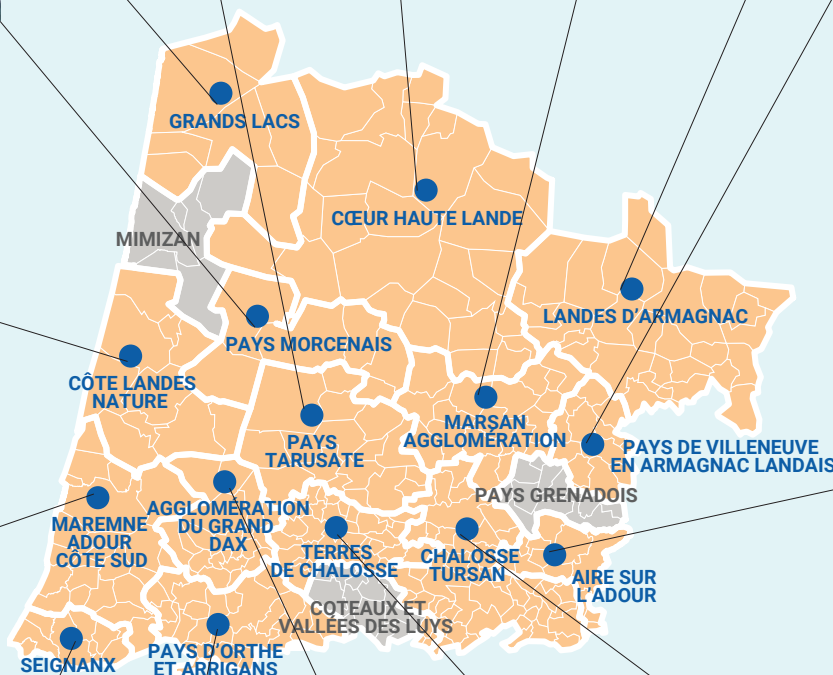 GRANDS LACS
CŒUR HAUTE LANDE
MIMIZAN
LANDES D'ARMAGNAC
PAYS MORCENAIS
CÔTE LANDES
NATURE
PAYS
TARUSATE
MARSAN
AGGLOMÉRATION
PAYS DE VILLENEUVE
EN ARMAGNAC LANDAIS
PAYS GRENADOIS
AGGLOMÉRATION
DU GRAND
DAX
MAREMNE
ADOUR
CÔTE SUD
TERRES
DE CHALOSSE
CHALOSSE
TURSAN
AIRE SUR
L'ADOUR
COTEAUX ET
VALLÉES DES LUYS
PAYS D'ORTHE
ET ARRIGANS
SEIGNANX